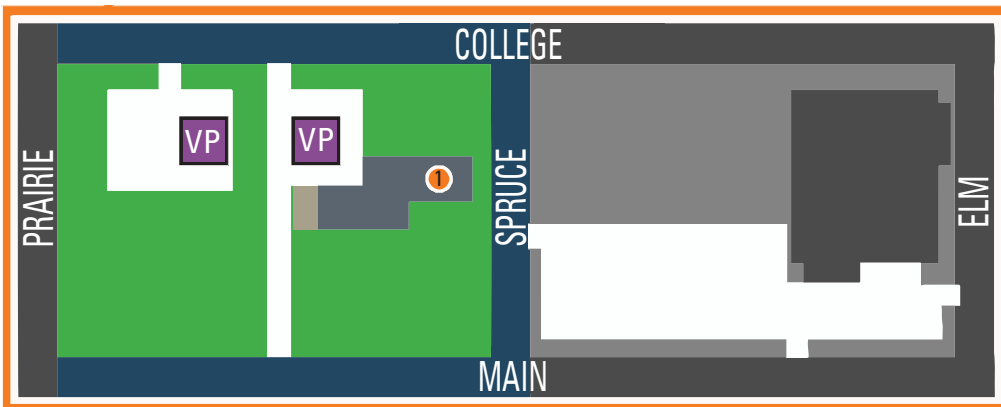 COLLEGE
PRAIRIE
VP
VP
1
SPRUCE
ELM
MAIN